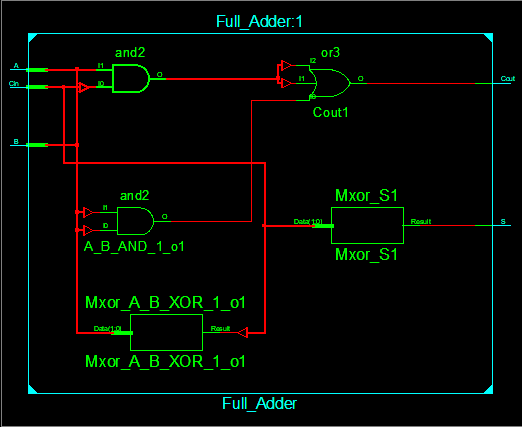 Full_Adder:1
and2
or3
A
I1
O
I2
Cin
I0
I1
O
Cout
I0
Cout1
B
and2
I1
O
I0
A_B_AND_1_o1
Mxor_S1
Data(1:0)
Result
S
Mxor_S1
Mxor_A_B_XOR_1_o1
Data(1:0)
Result
Mxor_A_B_XOR_1_o1
Full_Adder